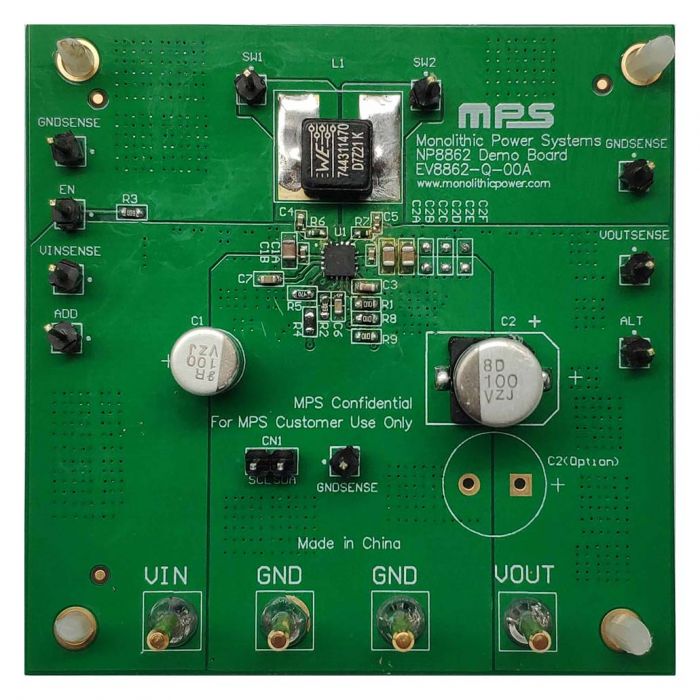 SW1
L1
SW2
MPS
Monolithic Power Systems
NP8862 Demo Board
EV8862-Q-00A
www.monolithicpower.com
GNDSENSE
GNDSENSE
EN
R3
WE
744311470
D7Z21 K
C4
R6
R7
C5
C2A
C2B
C2C
C2D
C2E
C2F
U1
C1A
C1B
VINSENSE
VOUTSENSE
C7
C3
R5
R1
R4
R2
C6
R8
R9
ADD
ALT
C1
100
VZJ
C2 +
8D
100
VZJ
+
+
MPS Confidential
For MPS Customer Use Only
CN1
SCLSDA
GNDSENSE
C2(Option)
+
Made in China
VIN
GND
GND
VOUT